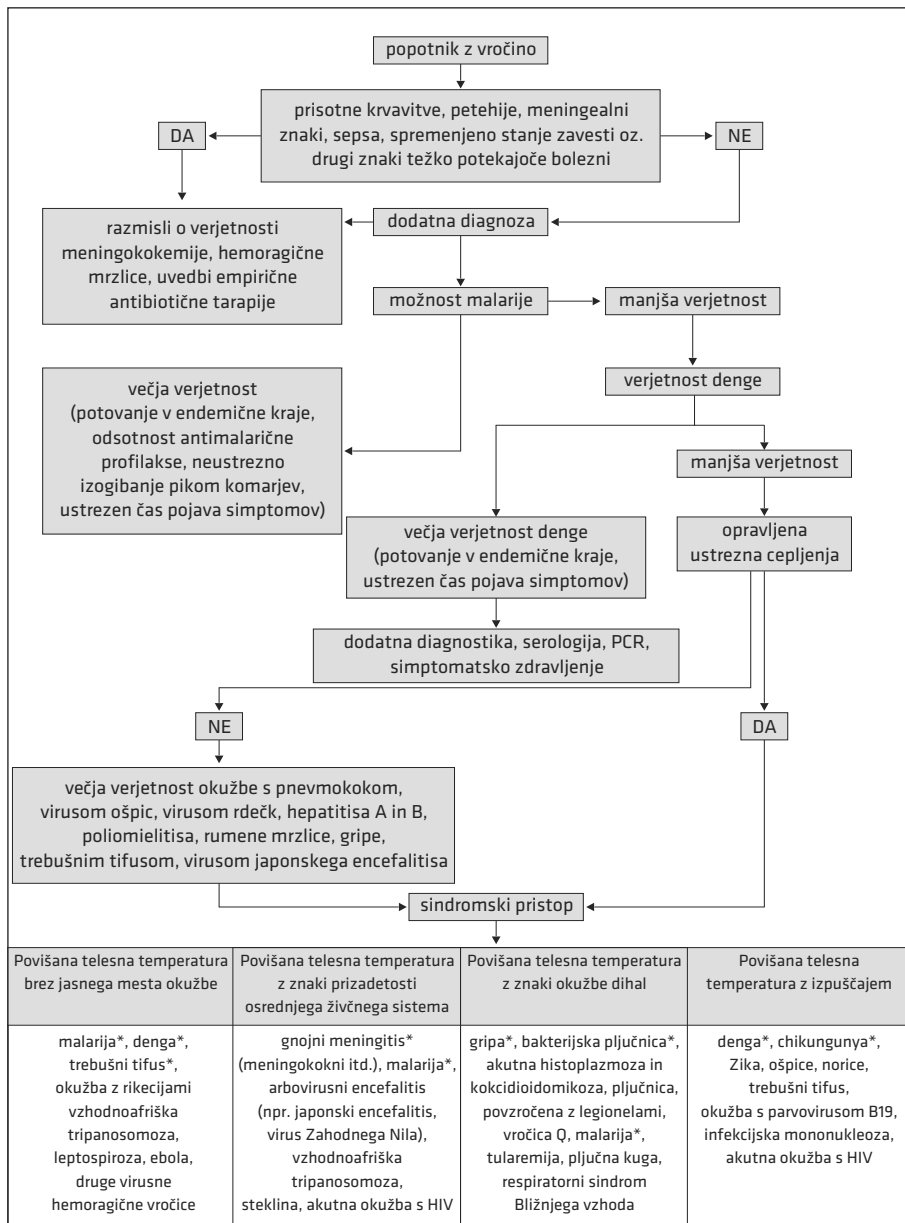 popotnik z vročino
prisotne krvavitve, petehije, meningealni
znaki, sepsa, spremenjeno stanje zavesti oz.
drugi znaki težko potekajoče bolezni
DA
NE
razmisli o verjetnosti
meningokokemije, hemoragične
mrzlice, uvedbi empirične
antibiotične tarapije
dodatna diagnoza
možnost malarije
manjša verjetnost
verjetnost denge
večja verjetnost
(potovanje v endemične kraje,
odsotnost antimalarične
profilakse, neustrezno
izogibanje pikom komarjev,
ustrezen čas pojava simptomov)
manjša verjetnost
večja verjetnost denge
(potovanje v endemične kraje,
ustrezen čas pojava simptomov)
opravljena
ustrezna cepljenja
dodatna diagnostika, serologija, PCR,
simptomatsko zdravljenje
NE
DA
večja verjetnost okužbe s pnevmokokom,
virusom ošpic, virusom rdečk, hepatitisa A in B,
poliomielitisa, rumene mrzlice, gripe,
trebušnim tifusom, virusom japonskega encefalitisa
sindromski pristop
Povišana telesna temperatura
brez jasnega mesta okužbe
malarija*, denga*,
trebušni tifus*,
okužba z rikecijami
vzhodnoafriška
tripanosomoza,
leptospiroza, ebola,
druge virusne
hemoragične vročice
Povišana telesna temperatura
z znaki prizadetosti
osrednjega živčnega sistema
gnojni meningitis*
(meningokokni itd.), malarija*,
arbovirusni encefalitis
(npr. japonski encefalitis,
virus Zahodnega Nila),
vzhodnoafriška
tripanosomoza,
steklina, akutna okužba s HIV
Povišana telesna temperatura
z znaki okužbe dihal
gripa*, bakterijska pljučnica*,
akutna histoplazmoza in
kokcidioidomikoza, pljučnica,
povzročena z legionelami,
vročica Q, malarija*,
tularemija, pljučna kuga,
respiratorni sindrom
Bližnjega vzhoda
Povišana telesna
temperatura z izpuščajem
denga*, chikungunya*,
Zika, ošpice, norice,
trebušni tifus,
okužba s parvovirusom B19,
infekcijska mononukleoza,
akutna okužba s HIV